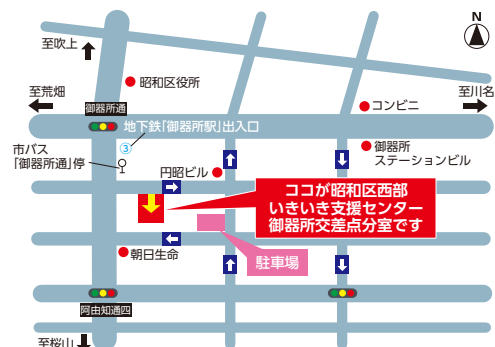 N
至吹上
昭和区役所
至荒畑
至川名
御器所通
コンビニ
地下鉄「御器所駅」出入口
③
市バス
「御器所通」停
円昭ビル
御器所
ステーションビル
ココが昭和区西部
いきいき支援センター
御器所交差点分室です
朝日生命
駐車場
阿由知通四
至桜山